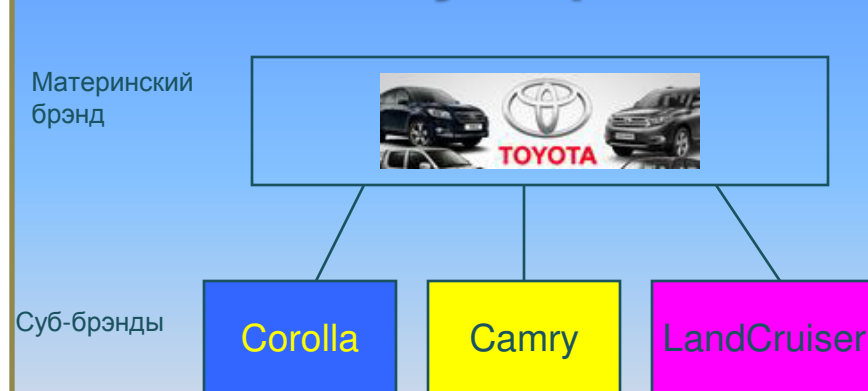 Материнский
брэнд
TOYOTA
Суб-брэнды
Corolla
Camry
LandCruiser